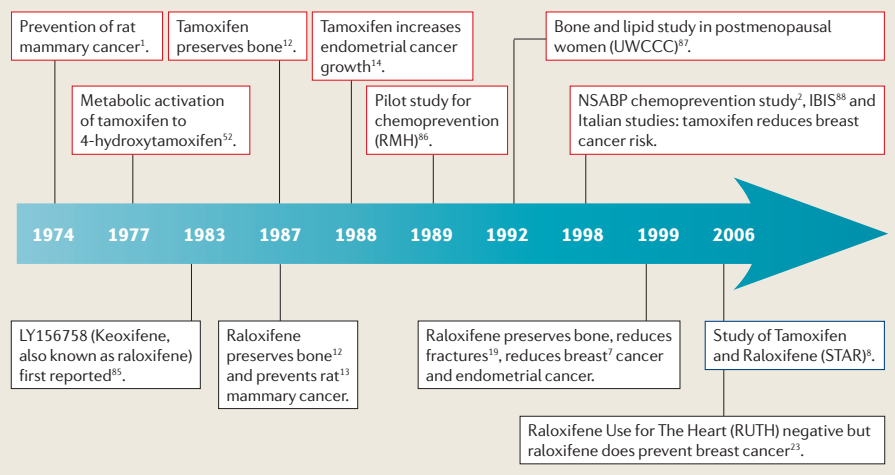 Prevention of rat
mammary cancer¹.
Tamoxifen
preserves bone¹².
Tamoxifen increases
endometrial cancer
growth¹⁴.
Bone and lipid study in postmenopausal
women (UWCCC)⁸⁷.
Metabolic activation
of tamoxifen to
4-hydroxytamoxifen⁵².
Pilot study for
chemoprevention
(RMH)⁸⁶.
NSABP chemoprevention study², IBIS⁸⁸ and
Italian studies: tamoxifen reduces breast
cancer risk.
1974 1977 1983 1987 1988 1989 1992 1998 1999 2006
LY156758 (Keoxifene,
also known as raloxifene)
first reported⁸⁵.
Raloxifene
preserves bone¹²
and prevents rat¹³
mammary cancer.
Raloxifene preserves bone, reduces
fractures¹⁹, reduces breast⁷ cancer
and endometrial cancer.
Study of Tamoxifen
and Raloxifene (STAR)⁸.
Raloxifene Use for The Heart (RUTH) negative but
raloxifene does prevent breast cancer²³.